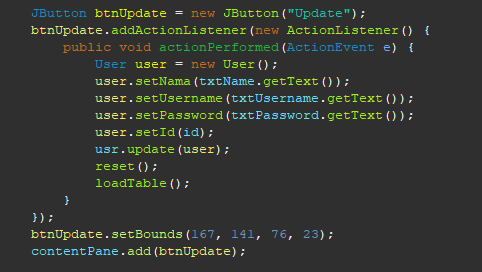 JButton btnUpdate = new JButton("Update");
btnUpdate.addActionListener(new ActionListener() {
    public void actionPerformed(ActionEvent e) {
        User user = new User();
        user.setNama(txtName.getText());
        user.setUsername(txtUsername.getText());
        user.setPassword(txtPassword.getText());
        user.setId(id);
        usr.update(user);
        reset();
        loadTable();
    }
});
btnUpdate.setBounds(167, 141, 76, 23);
contentPane.add(btnUpdate);